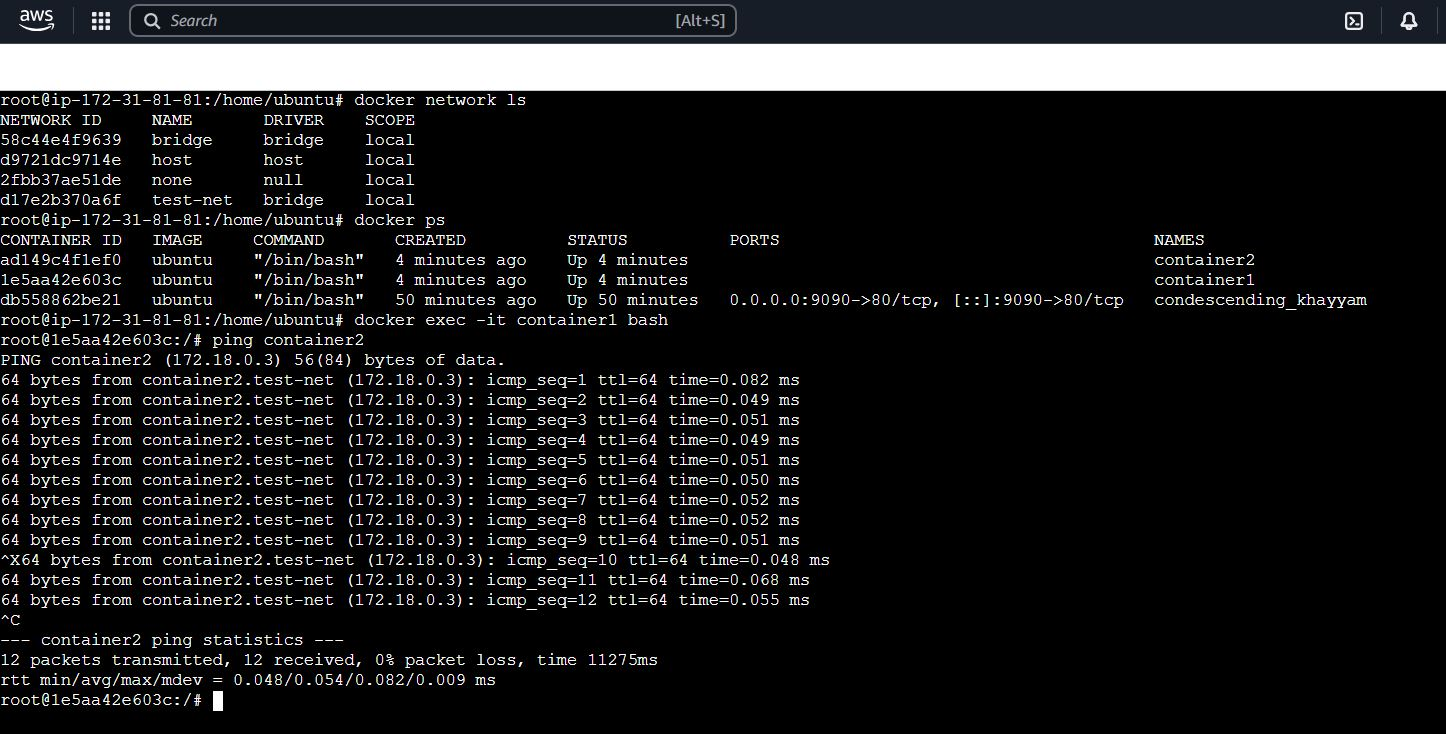 aws Search [Alt+S]
root@ip-172-31-81-81:/home/ubuntu# docker network ls
NETWORK ID     NAME       DRIVER    SCOPE
58c44e4f9639   bridge     bridge    local
d9721dc9714e   host       host      local
2fbb37ae51de   none       null      local
d17e2b370a6f   test-net   bridge    local
root@ip-172-31-81-81:/home/ubuntu# docker ps
CONTAINER ID   IMAGE     COMMAND       CREATED          STATUS          PORTS                                     NAMES
ad149c4f1ef0   ubuntu    "/bin/bash"   4 minutes ago    Up 4 minutes                                              container2
1e5aa42e603c   ubuntu    "/bin/bash"   4 minutes ago    Up 4 minutes                                              container1
db558862be21   ubuntu    "/bin/bash"   50 minutes ago   Up 50 minutes   0.0.0.0:9090->80/tcp, [::]:9090->80/tcp   condescending_khayyam
root@ip-172-31-81-81:/home/ubuntu# docker exec -it container1 bash
root@1e5aa42e603c:/# ping container2
PING container2 (172.18.0.3) 56(84) bytes of data.
64 bytes from container2.test-net (172.18.0.3): icmp_seq=1 ttl=64 time=0.082 ms
64 bytes from container2.test-net (172.18.0.3): icmp_seq=2 ttl=64 time=0.049 ms
64 bytes from container2.test-net (172.18.0.3): icmp_seq=3 ttl=64 time=0.051 ms
64 bytes from container2.test-net (172.18.0.3): icmp_seq=4 ttl=64 time=0.049 ms
64 bytes from container2.test-net (172.18.0.3): icmp_seq=5 ttl=64 time=0.051 ms
64 bytes from container2.test-net (172.18.0.3): icmp_seq=6 ttl=64 time=0.050 ms
64 bytes from container2.test-net (172.18.0.3): icmp_seq=7 ttl=64 time=0.052 ms
64 bytes from container2.test-net (172.18.0.3): icmp_seq=8 ttl=64 time=0.052 ms
64 bytes from container2.test-net (172.18.0.3): icmp_seq=9 ttl=64 time=0.051 ms
^X64 bytes from container2.test-net (172.18.0.3): icmp_seq=10 ttl=64 time=0.048 ms
64 bytes from container2.test-net (172.18.0.3): icmp_seq=11 ttl=64 time=0.068 ms
64 bytes from container2.test-net (172.18.0.3): icmp_seq=12 ttl=64 time=0.055 ms
^C
--- container2 ping statistics ---
12 packets transmitted, 12 received, 0% packet loss, time 11275ms
rtt min/avg/max/mdev = 0.048/0.054/0.082/0.009 ms
root@1e5aa42e603c:/#